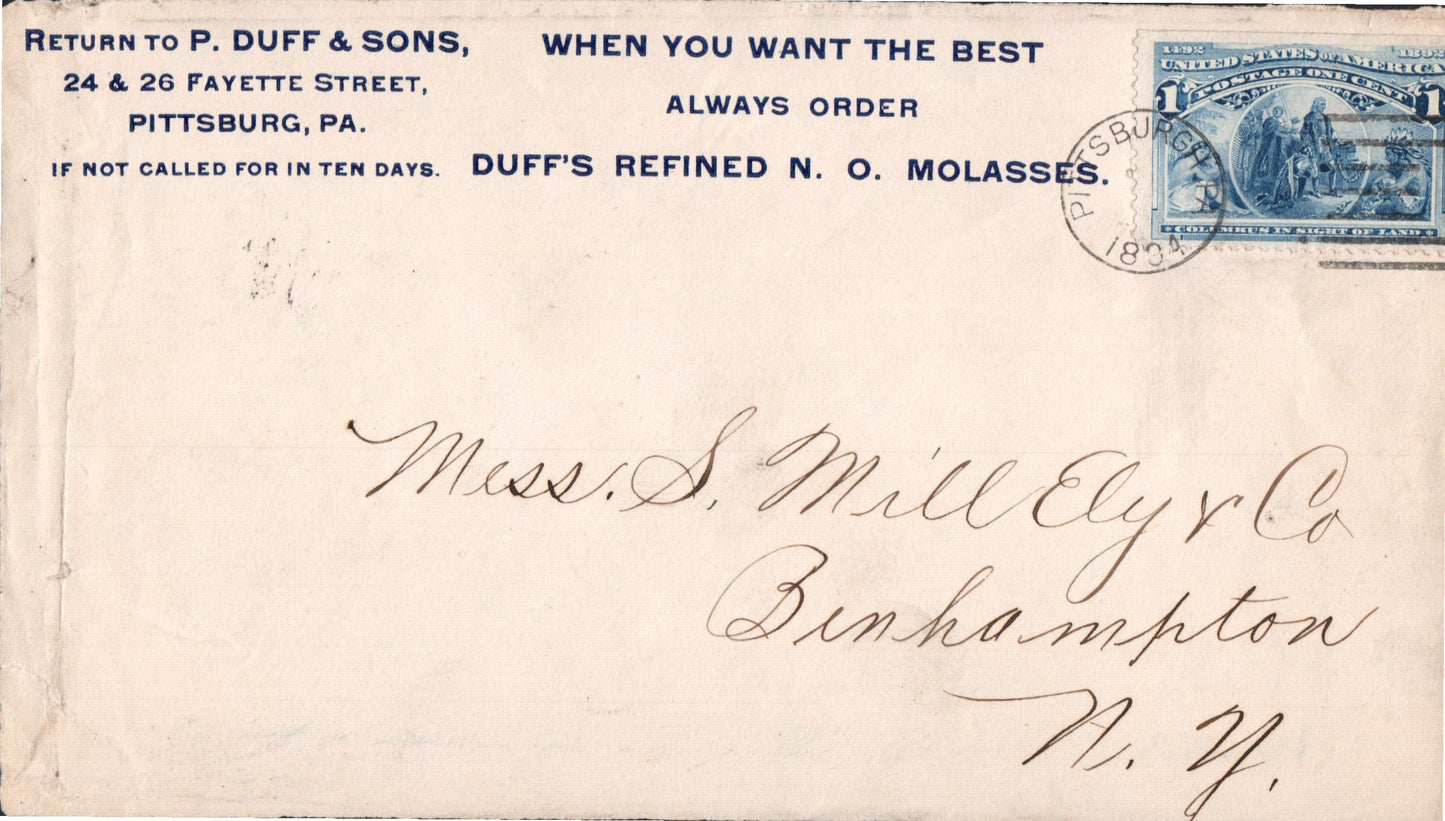 RETURN TO P. DUFF & SONS,
24 & 26 FAYETTE STREET,
PITTSBURG, PA.
IF NOT CALLED FOR IN TEN DAYS.
WHEN YOU WANT THE BEST
ALWAYS ORDER
DUFF'S REFINED N. O. MOLASSES.
1492 1892
UNITED STATES OF AMERICA
POSTAGE ONE CENT
1 1
COLUMBUS IN SIGHT OF LAND
PITTSBURGH
1894
Mess. S. Mill Ely & Co
Binhampton
N. Y.